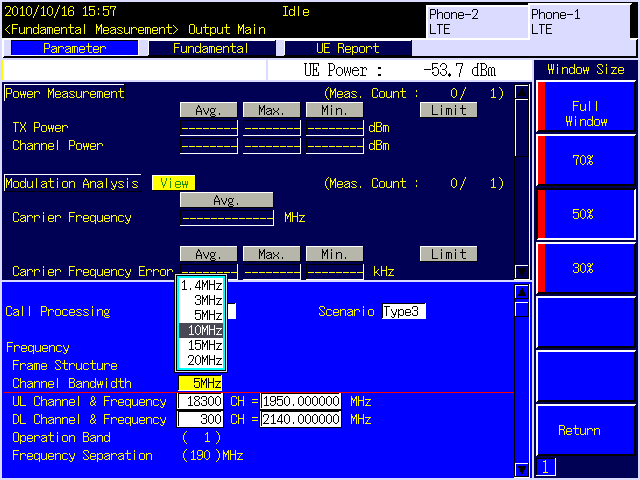 2010/10/16 15:57 Idle Phone-2 Phone-1
<Fundamental Measurement> Output Main LTE LTE
Parameter Fundamental UE Report
UE Power : -53.7 dBm Window Size
Power Measurement (Meas. Count : 0/ 1)
Avg. Max. Min. Limit
Full
Window
TX Power -------- -------- -------- dBm
Channel Power -------- -------- -------- dBm
70%
Modulation Analysis View (Meas. Count : 0/ 1)
Avg.
Carrier Frequency ------------- MHz
50%
Avg. Max. Min. Limit
Carrier Frequency Error -------- -------- kHz
30%
1.4MHz
3MHz
5MHz
10MHz
15MHz
20MHz
Call Processing Scenario Type3
Frequency
Frame Structure
Channel Bandwidth 5MHz
UL Channel & Frequency 18300 CH = 1950.000000 MHz
DL Channel & Frequency 300 CH = 2140.000000 MHz
Operation Band ( 1 )
Frequency Separation (190 )MHz
Return
1